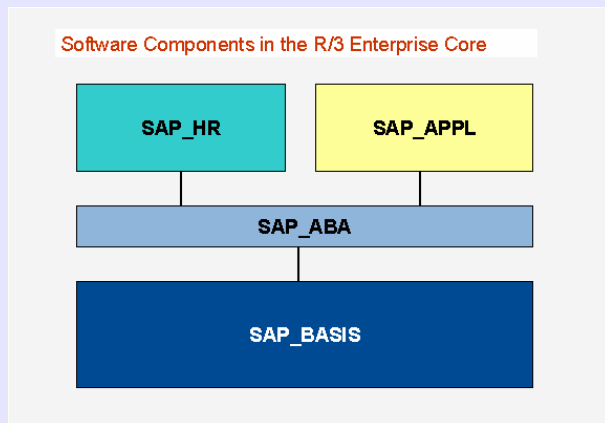 Software Components in the R/3 Enterprise Core
SAP_HR
SAP_APPL
SAP_ABA
SAP_BASIS